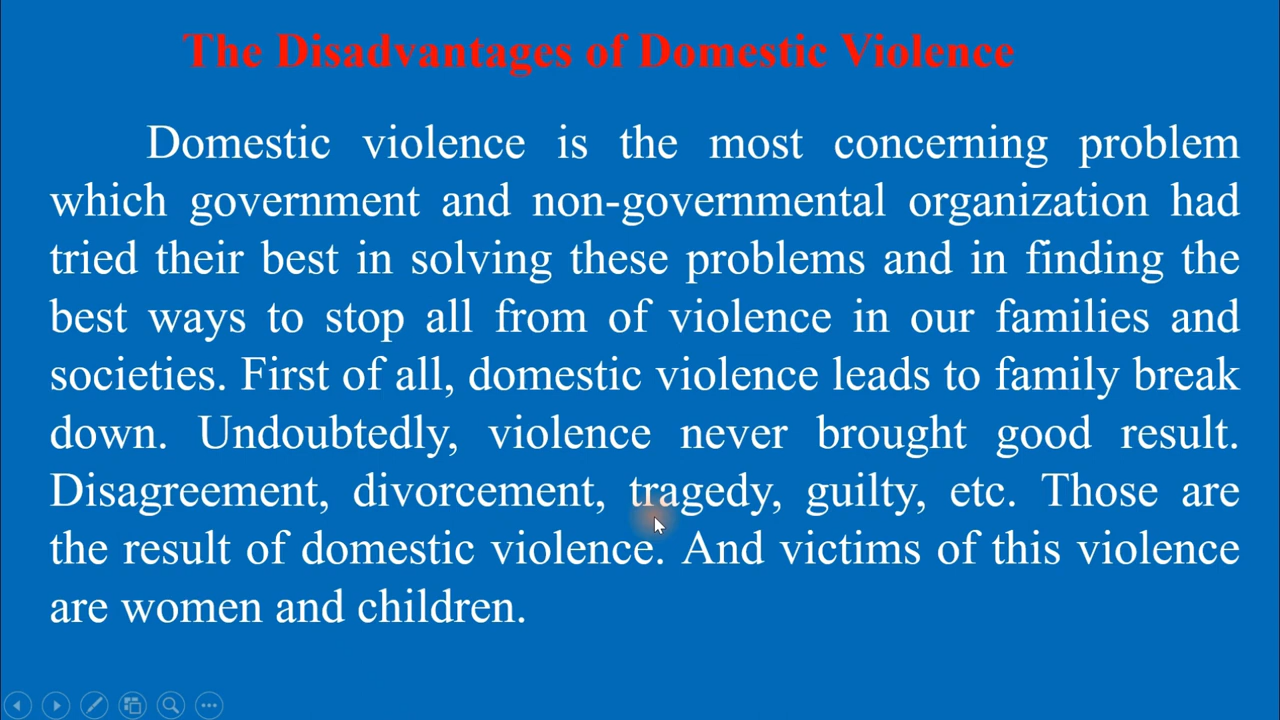 The Disadvantages of Domestic Violence
Domestic violence is the most concerning problem
which government and non-governmental organization had
tried their best in solving these problems and in finding the
best ways to stop all from of violence in our families and
societies. First of all, domestic violence leads to family break
down. Undoubtedly, violence never brought good result.
Disagreement, divorcement, tragedy, guilty, etc. Those are
the result of domestic violence. And victims of this violence
are women and children.